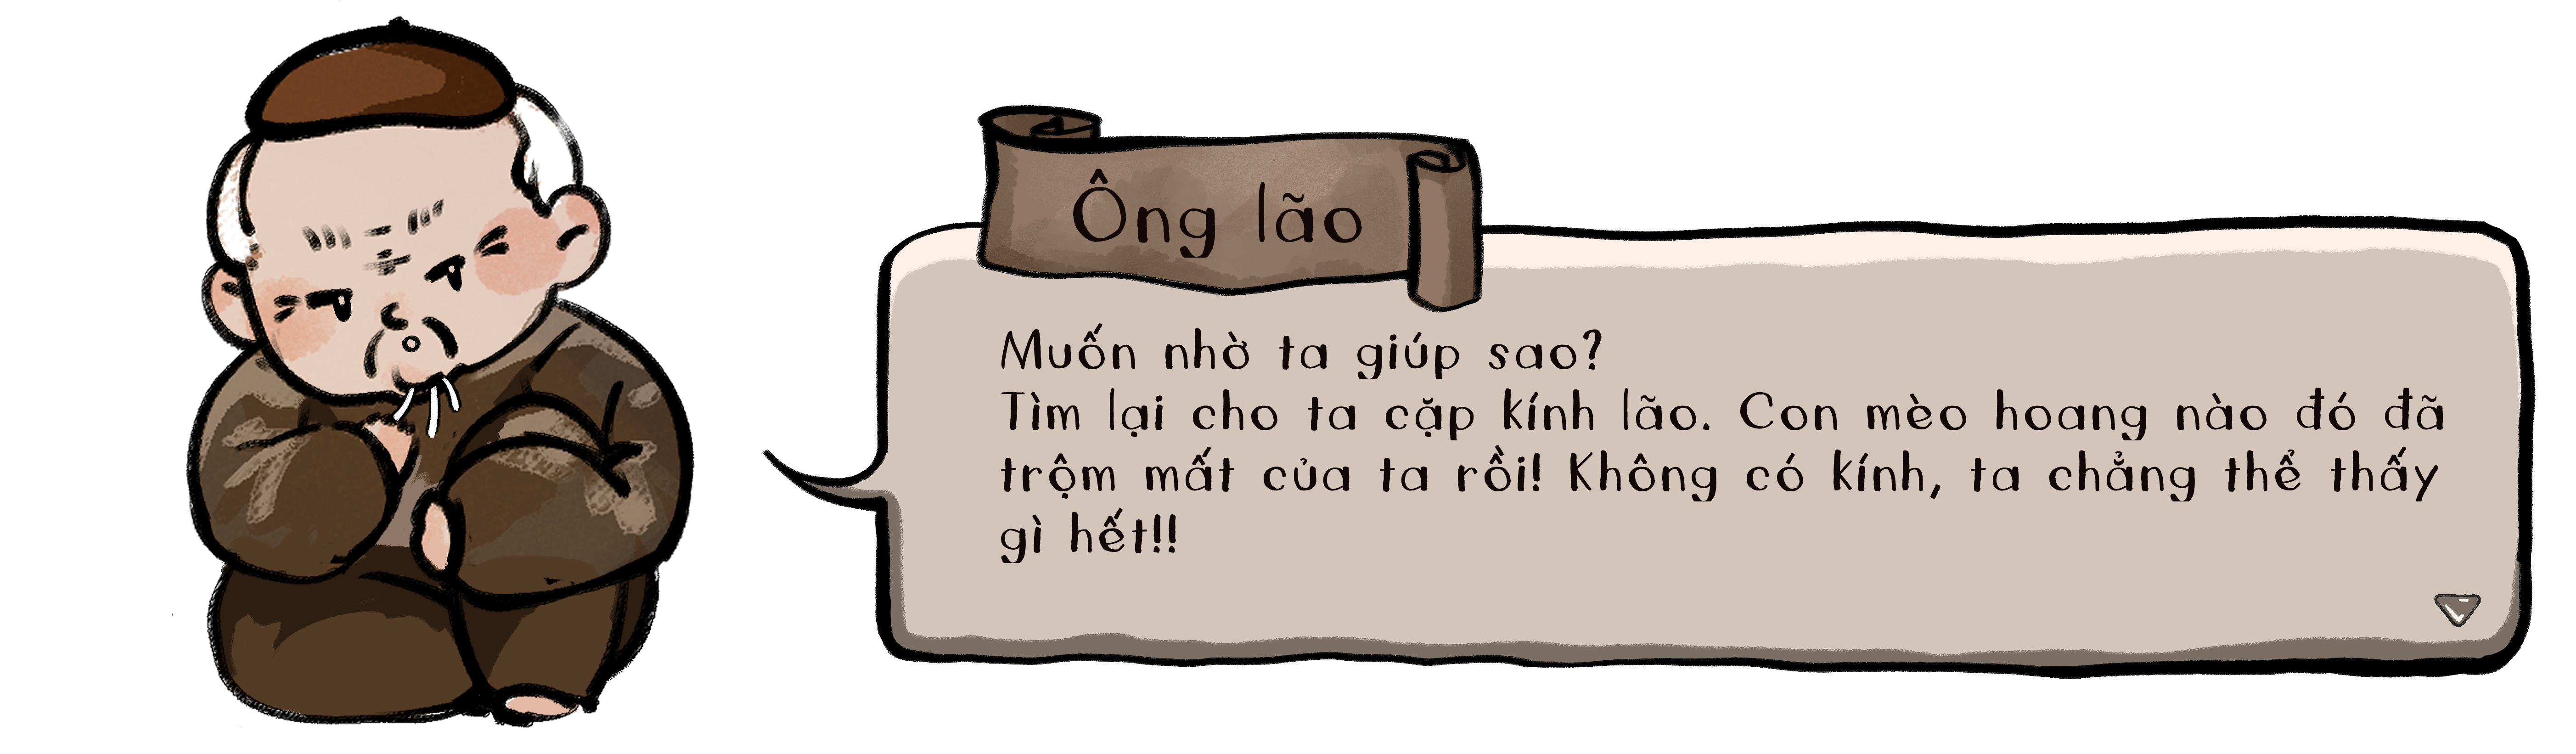 Ông lão
Muốn nhờ ta giúp sao?
Tìm lại cho ta cặp kính lão. Con mèo hoang nào đó đã
trộm mất của ta rồi! Không có kính, ta chẳng thể thấy
gì hết!!